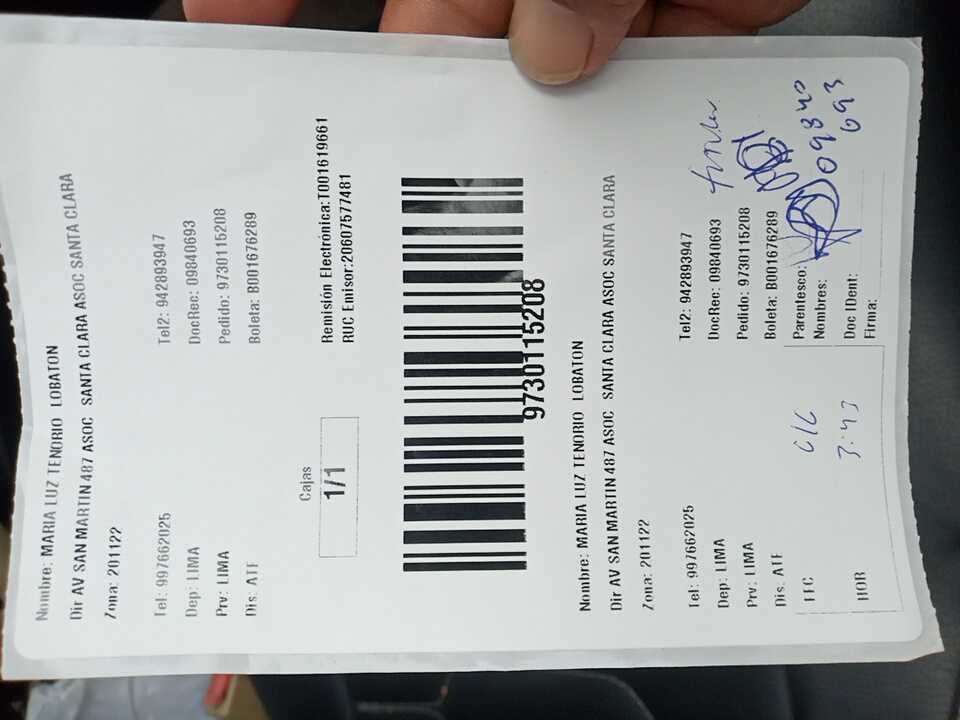 Nombre: MARIA LUZ TENORIO LOBATON
Dir AV SAN MARTIN 487 ASOC SANTA CLARA ASOC SANTA CLARA
Zona: 201122
Tel: 997662025 Tel2: 942893947
Dep: LIMA DocRec: 09840693
Prv: LIMA Pedido: 9730115208
Dis: ATE Boleta: B001676289
Cajas
1/1
Remisión Electrónica:T001619661
RUC Emisor:20607577481
9730115208
Nombre: MARIA LUZ TENORIO LOBATON
Dir AV SAN MARTIN 487 ASOC SANTA CLARA ASOC SANTA CLARA
Zona: 201122
Tel: 997662025 Tel2: 942893947
Dep: LIMA DocRec: 09840693
Prv: LIMA Pedido: 9730115208
Dis: ATE Boleta: B001676289
FEC Parentesco:
Nombres: 09840
693
HOR 3:43 Doc IDent:
Firma: